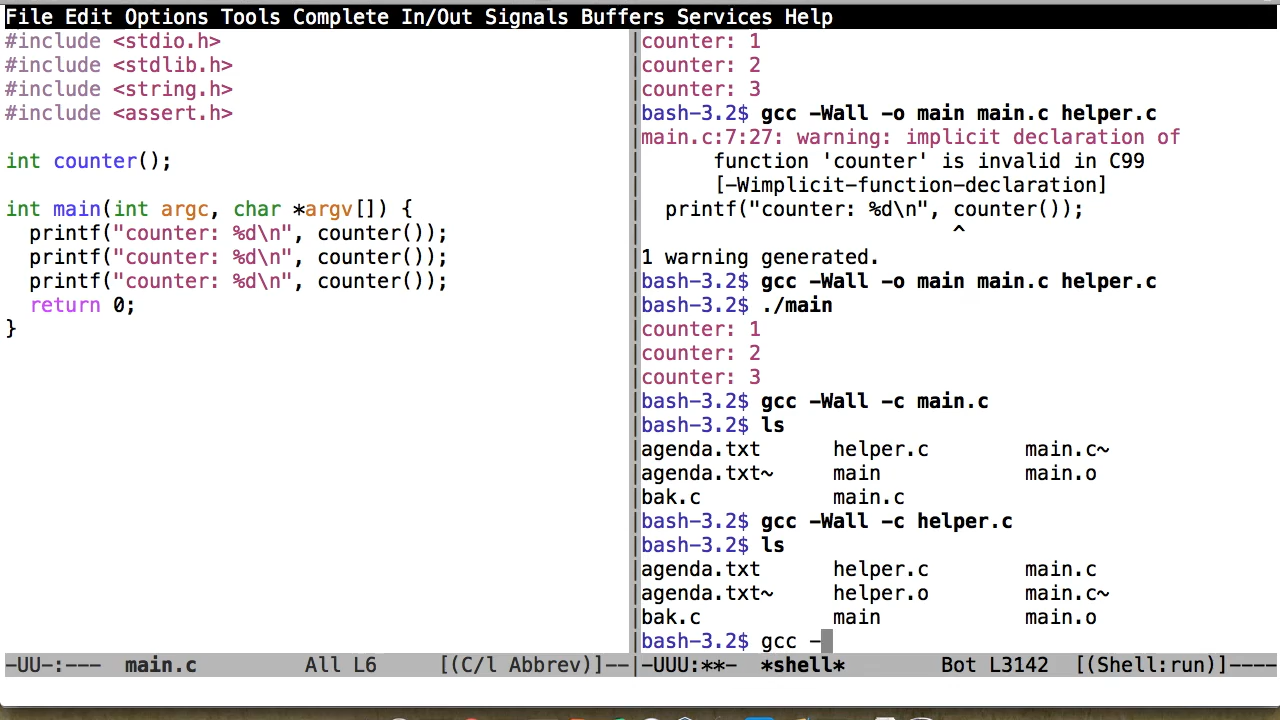 File Edit Options Tools Complete In/Out Signals Buffers Services Help
#include <stdio.h>
#include <stdlib.h>
#include <string.h>
#include <assert.h>
int counter();
int main(int argc, char *argv[]) {
  printf("counter: %d\n", counter());
  printf("counter: %d\n", counter());
  printf("counter: %d\n", counter());
  return 0;
}
-UU-:---  main.c         All L6     [(C/l Abbrev)]--
counter: 1
counter: 2
counter: 3
bash-3.2$ gcc -Wall -o main main.c helper.c
main.c:7:27: warning: implicit declaration of
      function 'counter' is invalid in C99
      [-Wimplicit-function-declaration]
  printf("counter: %d\n", counter());
                          ^
1 warning generated.
bash-3.2$ gcc -Wall -o main main.c helper.c
bash-3.2$ ./main
counter: 1
counter: 2
counter: 3
bash-3.2$ gcc -Wall -c main.c
bash-3.2$ ls
agenda.txt      helper.c        main.c~
agenda.txt~     main            main.o
bak.c           main.c
bash-3.2$ gcc -Wall -c helper.c
bash-3.2$ ls
agenda.txt      helper.c        main.c
agenda.txt~     helper.o        main.c~
bak.c           main            main.o
bash-3.2$ gcc -
-UUU:**-  *shell*        Bot L3142  [(Shell:run)]----